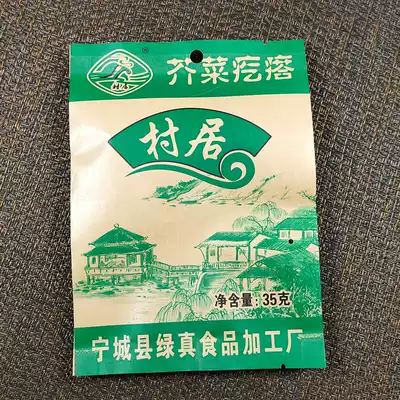 芥菜疙瘩
村居
净含量:35克
宁城县绿真食品加工厂